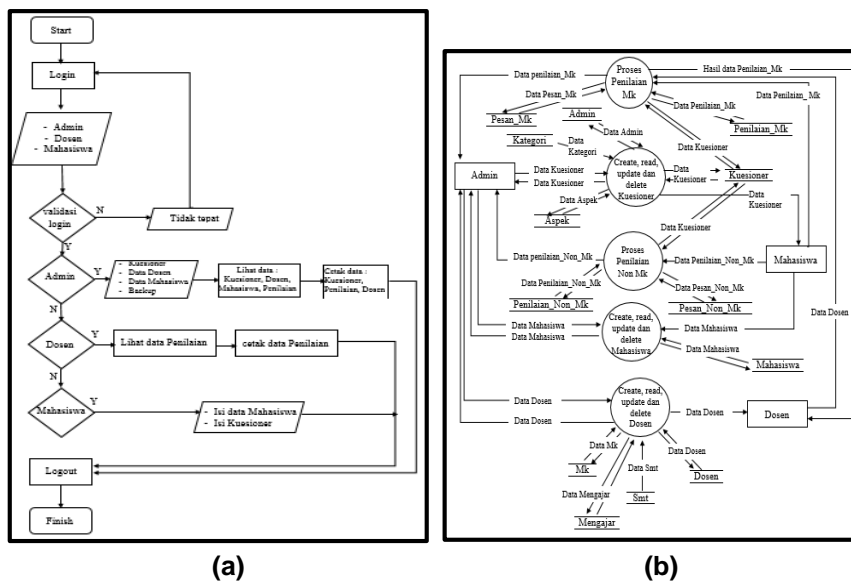 Start
Login
- Admin
- Dosen
- Mahasiswa
validasi
login
N
Tidak tepat
Y
Admin
Y
- Kuesioner
- Data Dosen
- Data Mahasiswa
- Backup
Lihat data :
Kuesioner, Dosen,
Mahasiswa, Penilaian
Cetak data :
Kuesioner,
Penilaian, Dosen
N
Dosen
Y
Lihat data Penilaian
cetak data Penilaian
N
Mahasiswa
Y
- Isi data Mahasiswa
- Isi Kuesioner
Logout
Finish
(a)
Data penilaian_Mk
Proses
Penilaian
Mk
Hasil data Penilaian_Mk
Data Pesan_Mk
Data Penilaian_Mk
Data Penilaian_ Mk
Pesan_Mk
Admin
Penilaian_Mk
Data Admin
Kategori
Data
Kategori
Data Kuesioner
Admin
Data Kuesioner
Data Kuesioner
Create, read,
update dan
delete
Kuesioner
Data
Kuesioner
Kuesioner
Data
Kuesioner
Data Aspek
Aspek
Data Kuesioner
Data penilaian_Non_Mk
Proses
Penilaian
Non Mk
Data Penilaian_Non_Mk
Mahasiswa
Data Penilaian_Non_Mk
Data Pesan_Non_Mk
Penilaian_Non_Mk
Pesan_Non_Mk
Data Dosen
Data Mahasiswa
Data Mahasiswa
Create, read,
update dan
delete
Mahasiswa
Data Mahasiswa
Data Mahasiswa
Mahasiswa
Data Dosen
Data Dosen
Create, read,
update dan
delete
Dosen
Data Dosen
Dosen
Data Mk
Mk
Data Dosen
Dosen
Data Smt
Smt
Data Mengajar
Mengajar
(b)